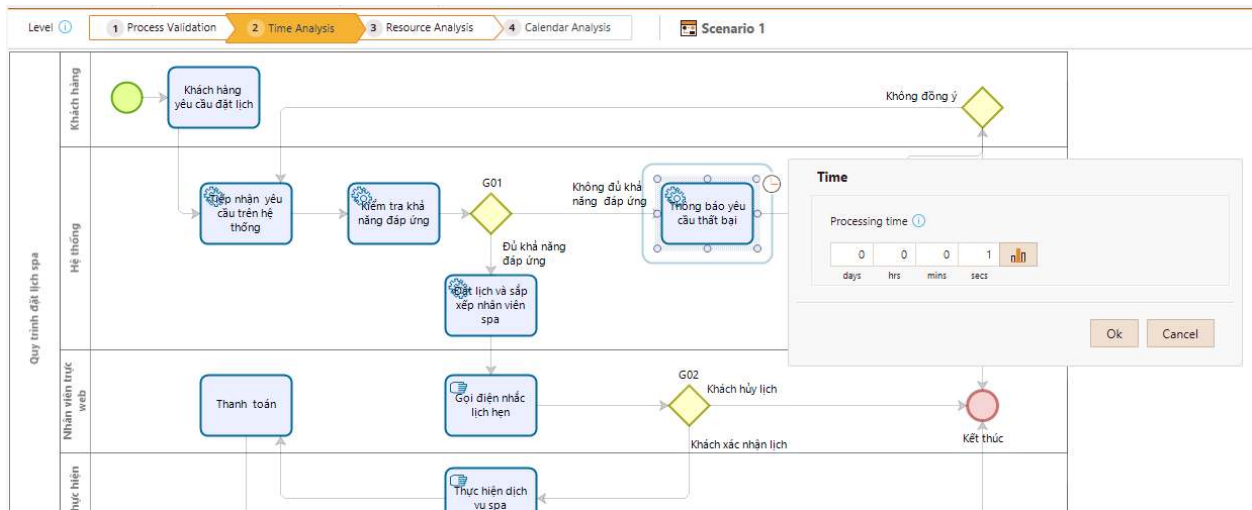 Level
1 Process Validation
2 Time Analysis
3 Resource Analysis
4 Calendar Analysis
Scenario 1
Quy trình đặt lịch spa
Khách hàng
Khách hàng
yêu cầu đặt lịch
Không đồng ý
Hệ thống
Tiếp nhận yêu
cầu trên hệ
thống
Kiểm tra khả
năng đáp ứng
G01
Không đủ khả
năng đáp ứng
Thông báo yêu
cầu thất bại
Đủ khả năng
đáp ứng
Đặt lịch và sắp
xếp nhân viên
spa
Time
Processing time
0 0 0 1
days hrs mins secs
Ok Cancel
Nhân viên trực
web
Thanh toán
Gọi điện nhắc
lịch hẹn
G02
Khách hủy lịch
Khách xác nhận lịch
Kết thúc
hực hiện
Thực hiện dịch
vụ spa